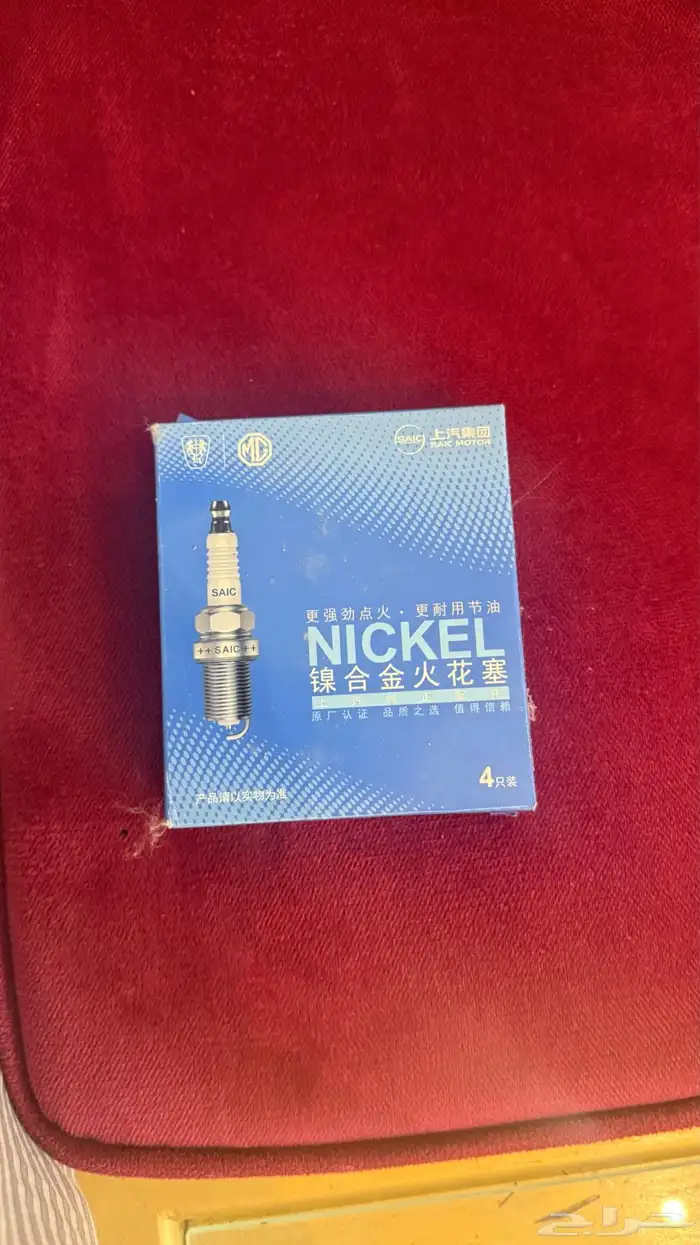 MG
SAIC
上汽集团
SAIC MOTOR
SAIC
++ SAIC ++
更强劲点火·更耐用节油
NICKEL
镍合金火花塞
原厂认证 品质之选 值得信赖
产品请以实物为准
4只装
حراج